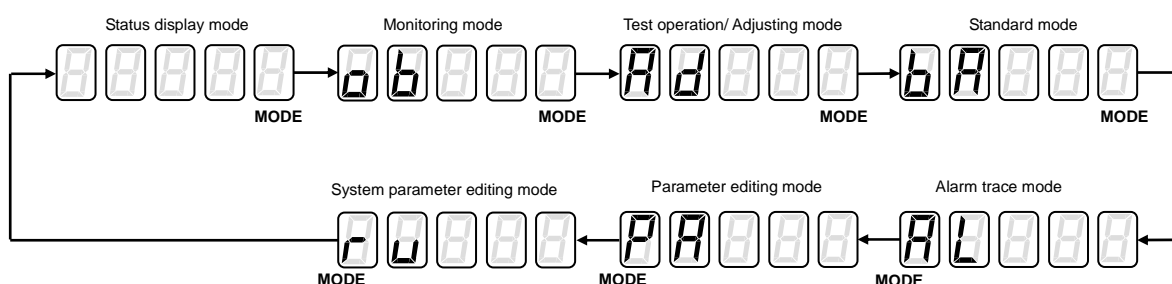 Status display mode
Monitoring mode
Test operation/ Adjusting mode
Standard mode
ob
Ad
bA
MODE
MODE
MODE
MODE
System parameter editing mode
Parameter editing mode
Alarm trace mode
ru
PA
AL
MODE
MODE
MODE